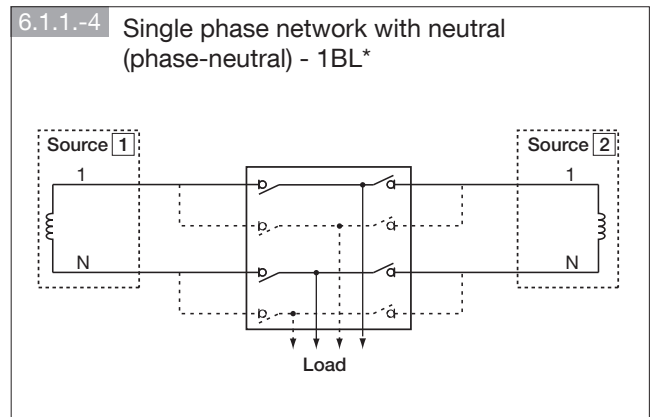 6.1.1.-4 Single phase network with neutral
(phase-neutral) - 1BL*
Source 1 Source 2
1 1
N N
Load